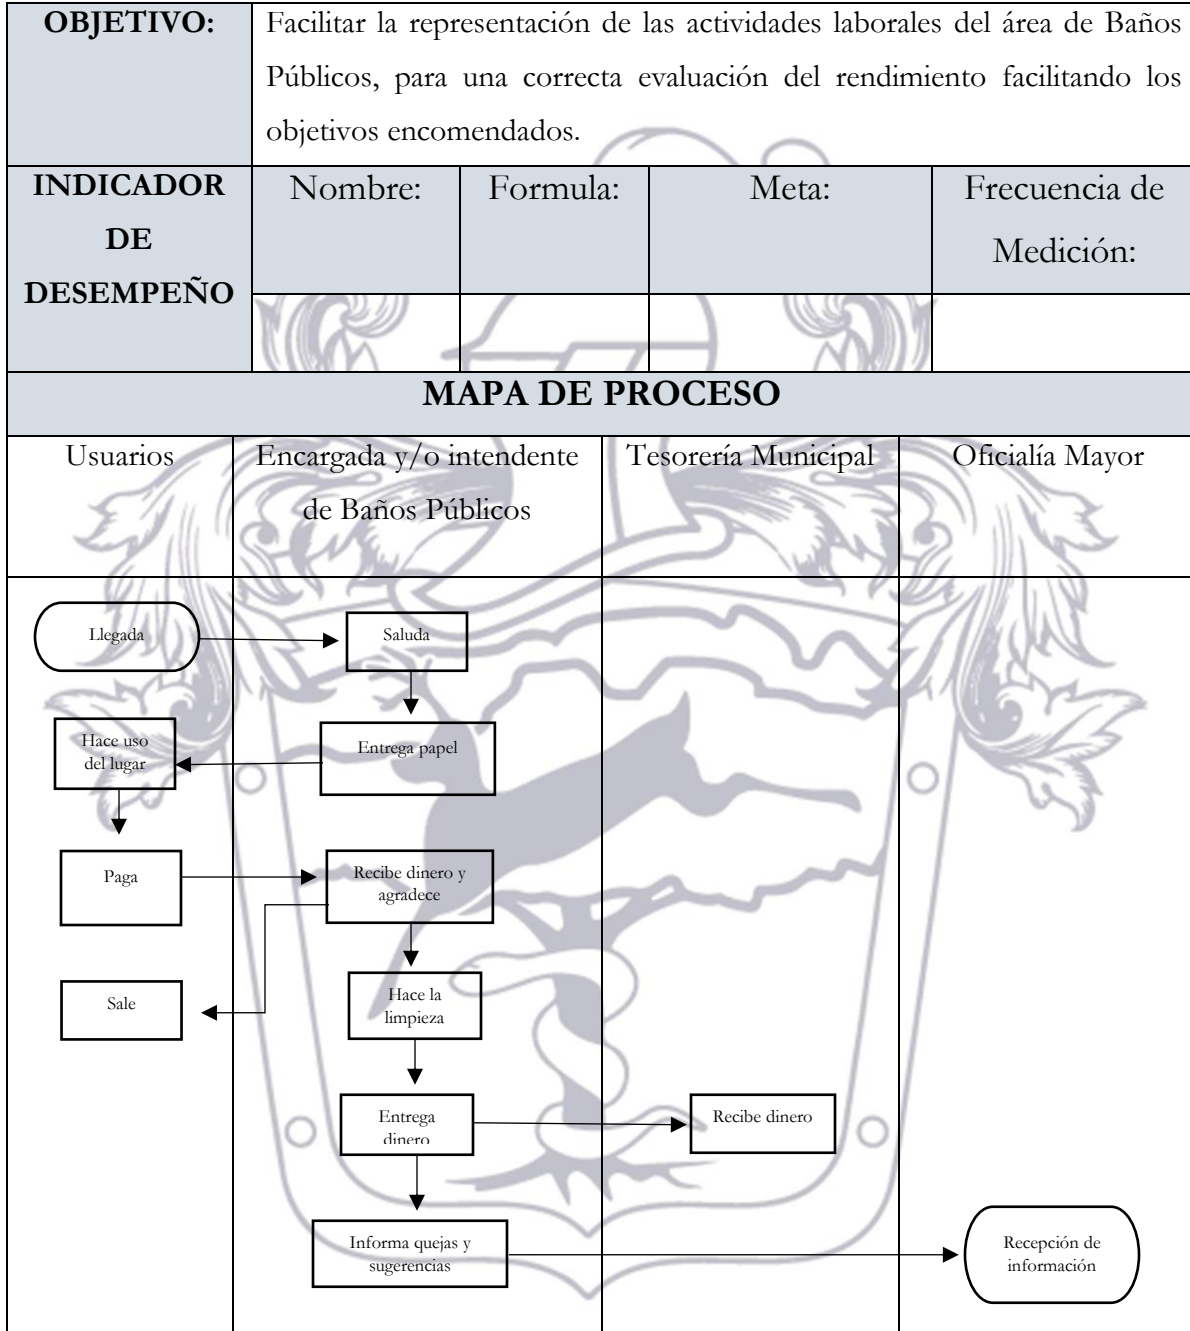 OBJETIVO:
Facilitar la representación de las actividades laborales del área de Baños
Públicos, para una correcta evaluación del rendimiento facilitando los
objetivos encomendados.
INDICADOR
DE
DESEMPEÑO
Nombre:
Formula:
Meta:
Frecuencia de
Medición:
MAPA DE PROCESO
Usuarios
Encargada y/o intendente
de Baños Públicos
Tesorería Municipal
Oficialía Mayor
Llegada
Saluda
Entrega papel
Hace uso
del lugar
Paga
Recibe dinero y
agradece
Sale
Hace la
limpieza
Entrega
dinero
Recibe dinero
Informa quejas y
sugerencias
Recepción de
información